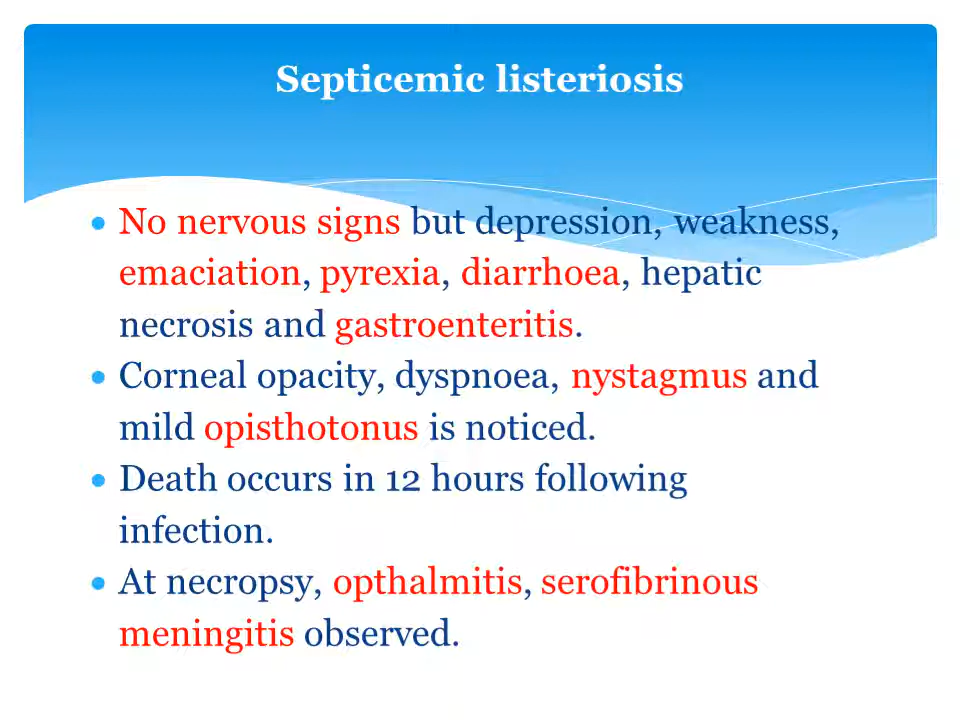 Septicemic listeriosis
• No nervous signs but depression, weakness,
emaciation, pyrexia, diarrhoea, hepatic
necrosis and gastroenteritis.
• Corneal opacity, dyspnoea, nystagmus and
mild opisthotonus is noticed.
• Death occurs in 12 hours following
infection.
• At necropsy, opthalmitis, serofibrinous
meningitis observed.